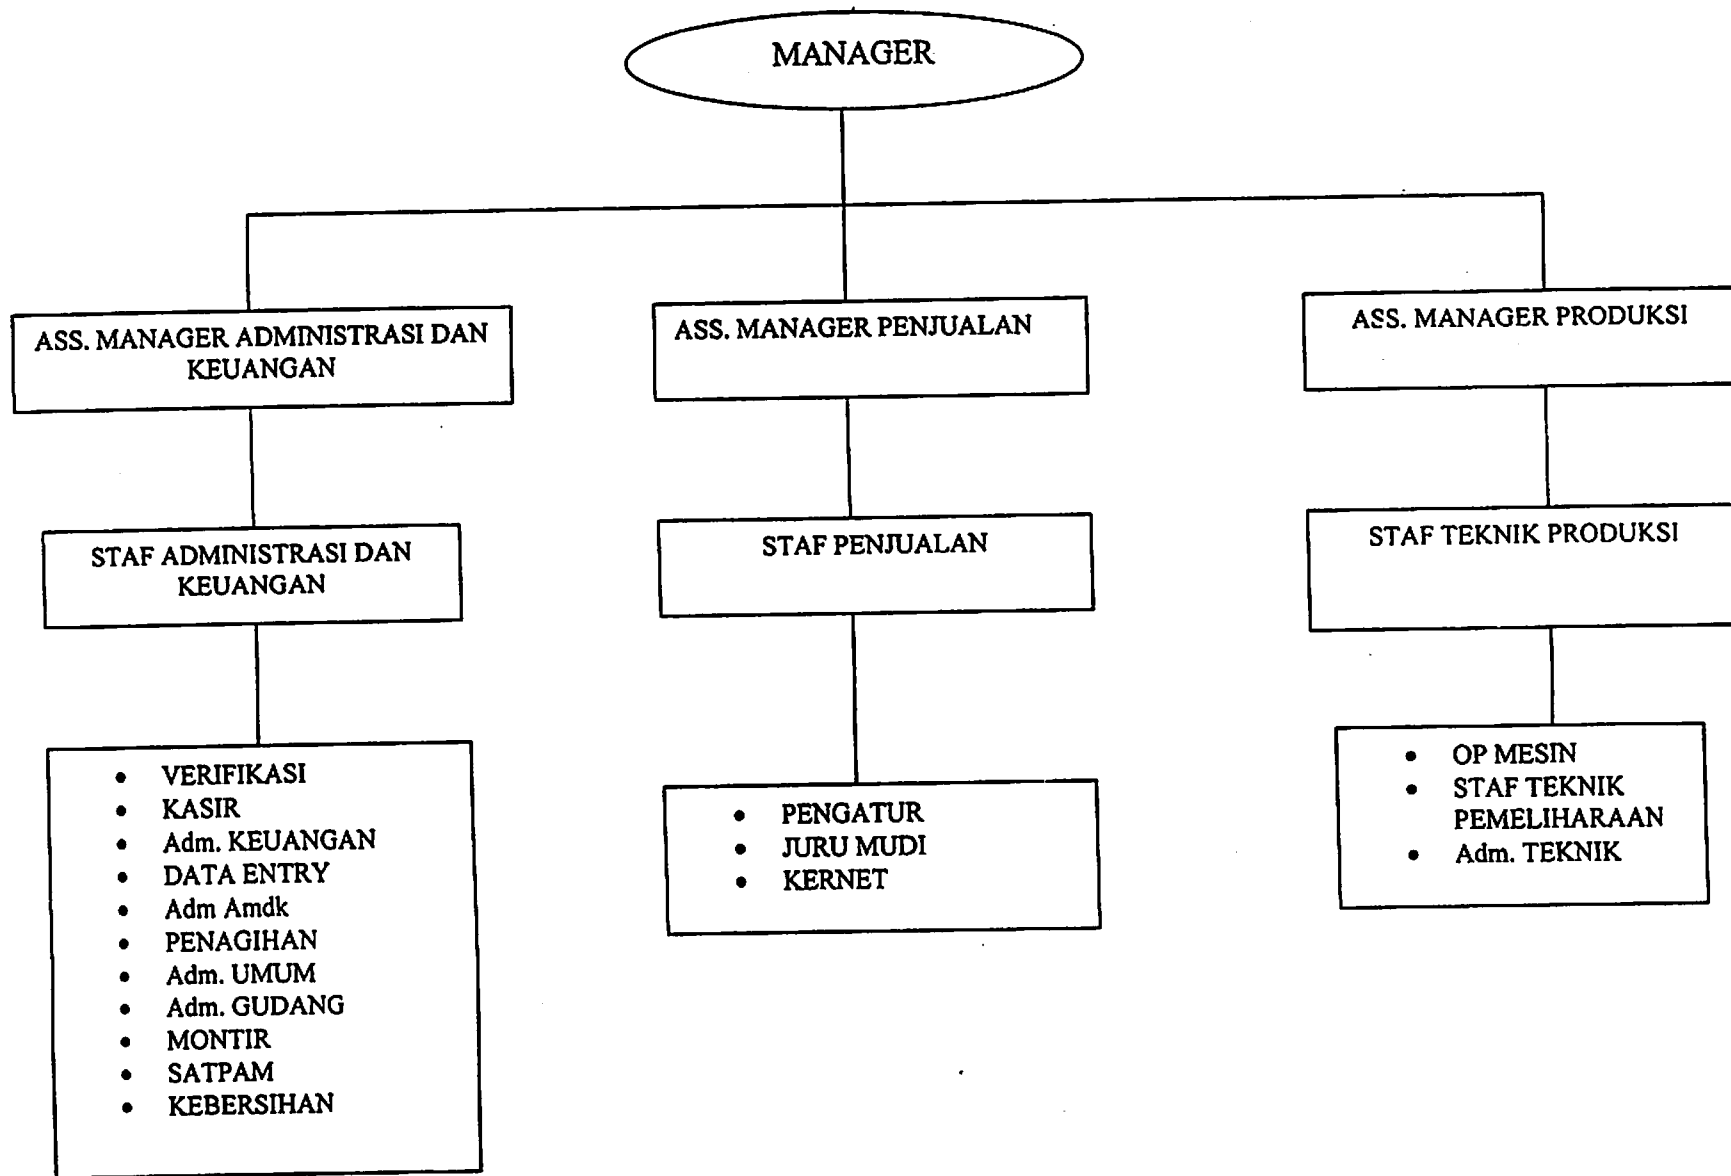 MANAGER
ASS. MANAGER ADMINISTRASI DAN
KEUANGAN
ASS. MANAGER PENJUALAN
ASS. MANAGER PRODUKSI
STAF ADMINISTRASI DAN
KEUANGAN
STAF PENJUALAN
STAF TEKNIK PRODUKSI
• VERIFIKASI
• KASIR
• Adm. KEUANGAN
• DATA ENTRY
• Adm Amdk
• PENAGIHAN
• Adm. UMUM
• Adm. GUDANG
• MONTIR
• SATPAM
• KEBERSIHAN
• PENGATUR
• JURU MUDI
• KERNET
• OP MESIN
• STAF TEKNIK
PEMELIHARAAN
• Adm. TEKNIK